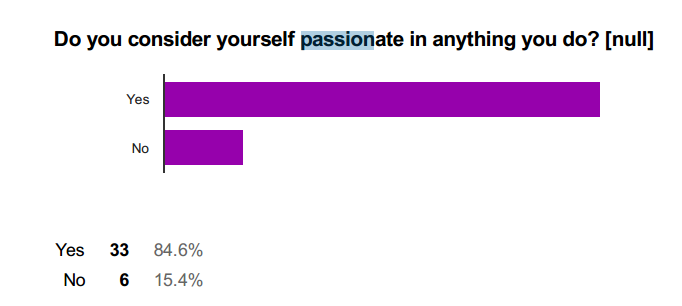 Do you consider yourself passionate in anything you do? [null]
Yes
No
Yes 33 84.6%
No 6 15.4%